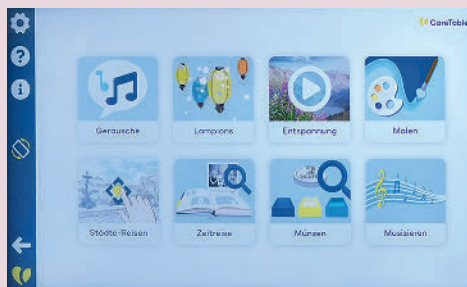 CareTable
Geräusche
Lampions
Entspannung
Malen
Städte-Reisen
Zeitreise
Münzen
Musizieren